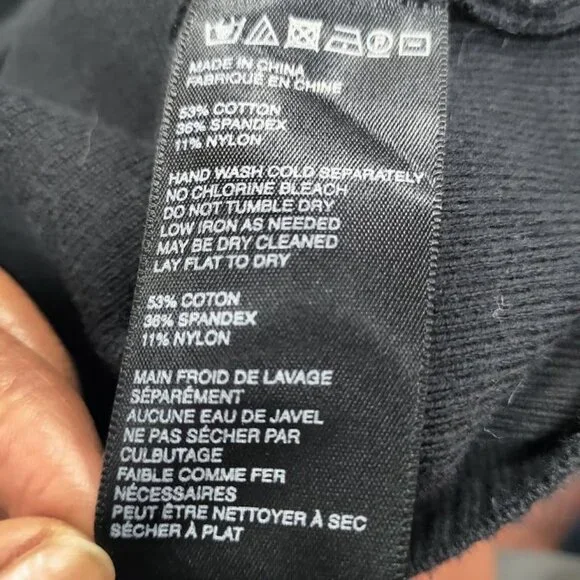 MADE IN CHINA
FABRIQUÉ EN CHINE
53% COTTON
36% SPANDEX
11% NYLON
HAND WASH COLD SEPARATELY
NO CHLORINE BLEACH
DO NOT TUMBLE DRY
LOW IRON AS NEEDED
MAY BE DRY CLEANED
LAY FLAT TO DRY
53% COTON
36% SPANDEX
11% NYLON
MAIN FROID DE LAVAGE
SÉPARÉMENT
AUCUNE EAU DE JAVEL
NE PAS SÉCHER PAR
CULBUTAGE
FAIBLE COMME FER
NÉCESSAIRES
PEUT ÊTRE NETTOYER À SEC
SÉCHER À PLAT